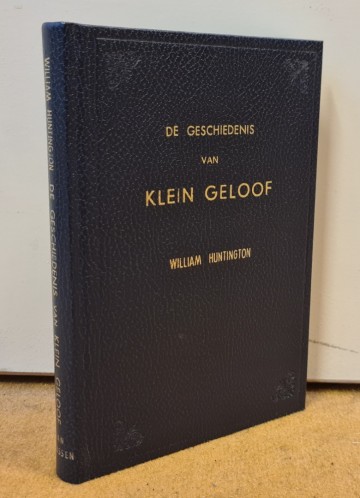 DE GESCHIEDENIS
VAN
KLEIN GELOOF
WILLIAM HUNTINGTON
WILLIAM HUNTINGTON DE GESCHIEDENIS VAN KLEIN GELOOF